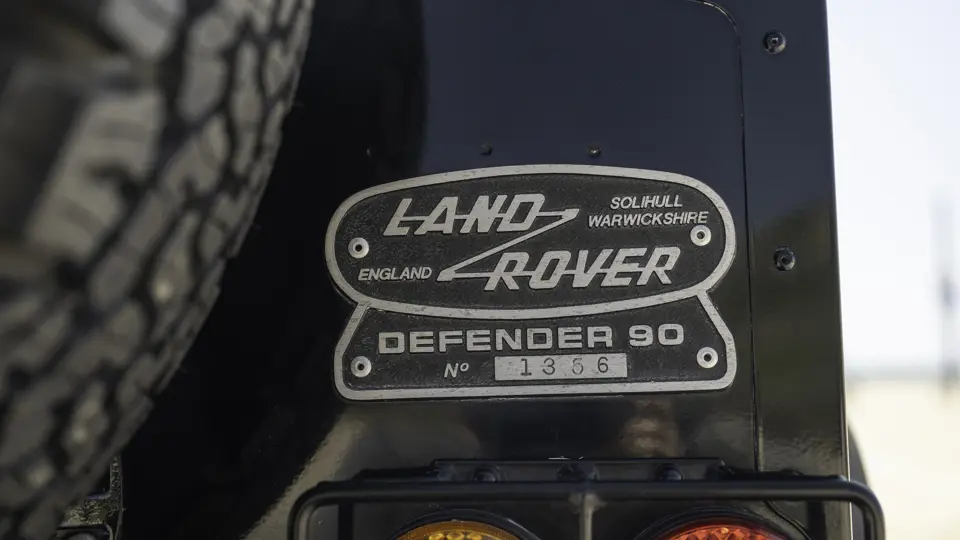 LAND
SOLIHULL
WARWICKSHIRE
ENGLAND
ROVER
DEFENDER 90
Nº 1366